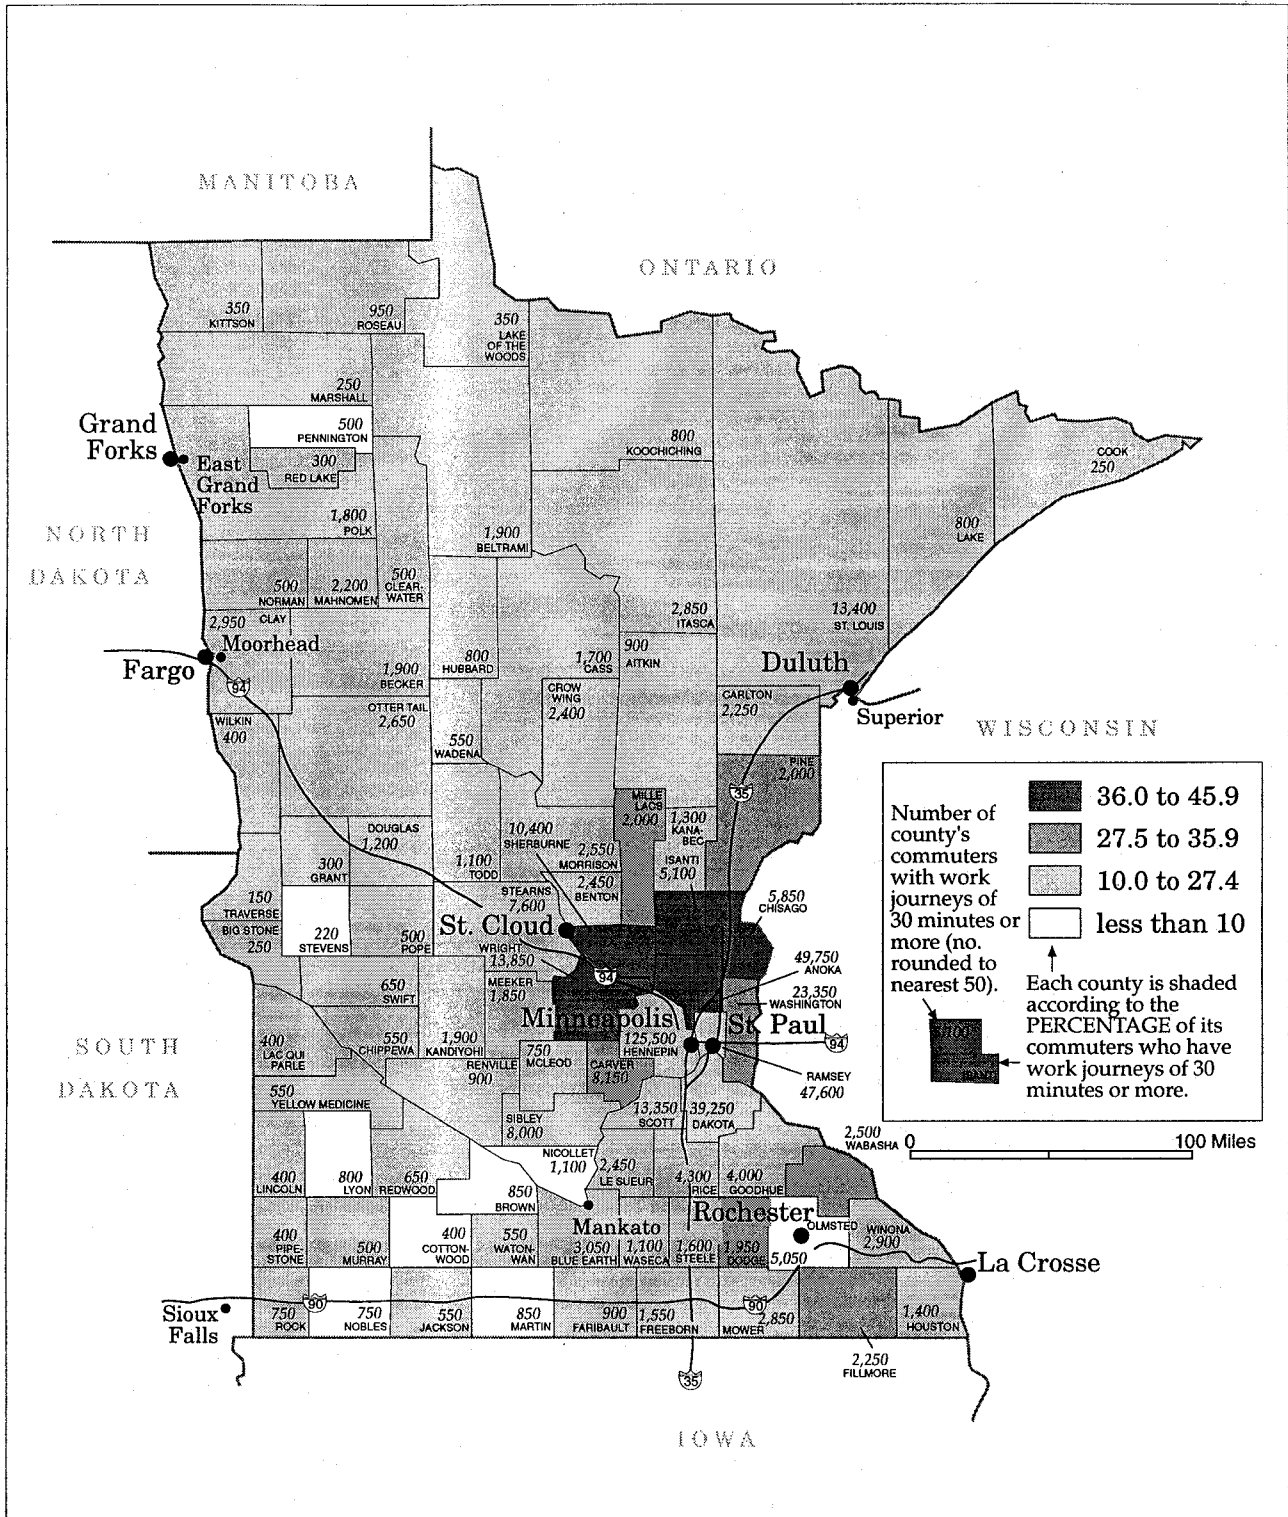 MANITOBA
ONTARIO
350
KITTSON
950
ROSEAU
350
LAKE
OF THE
WOODS
250
MARSHALL
Grand
Forks
500
PENNINGTON
800
KOOCHICHING
COOK
250
East
Grand
Forks
300
RED LAKE
1,800
POLK
1,900
BELTRAMI
800
LAKE
NORTH
DAKOTA
500
NORMAN
2,200
MAHNOMEN
500
CLEAR-
WATER
2,850
ITASCA
13,400
ST. LOUIS
2,950
CLAY
Moorhead
Fargo
94
1,900
BECKER
800
HUBBARD
1,700
CASS
900
AITKIN
Duluth
Superior
WISCONSIN
WILKIN
400
OTTER TAIL
2,650
550
WADENA
CROW
WING
2,400
CARLTON
2,250
PINE
2,000
35
MILLE
LACS
2,000
1,300
KANA-
BEC
DOUGLAS
1,200
300
GRANT
1,100
TODD
10,400
SHERBURNE
2,550
MORRISON
ISANTI
5,100
150
TRAVERSE
BIG STONE
250
220
STEVENS
500
POPE
STEARNS
7,600
2,450
BENTON
5,850
CHISAGO
St. Cloud
WRIGHT
13,850
94
49,750
ANOKA
23,350
WASHINGTON
650
SWIFT
MEEKER
1,850
Minneapolis
St. Paul
94
SOUTH
DAKOTA
400
LAC QUI
PARLE
550
CHIPPEWA
1,900
KANDIYOHI
750
MCLEOD
125,500
HENNEPIN
RENVILLE
900
CARVER
8,150
RAMSEY
47,600
550
YELLOW MEDICINE
SIBLEY
8,000
13,350
SCOTT
39,250
DAKOTA
2,500
WABASHA
400
LINCOLN
800
LYON
650
REDWOOD
NICOLLET
1,100
2,450
LE SUEUR
4,300
RICE
4,000
GOODHUE
850
BROWN
Mankato
Rochester
OLMSTED
5,050
WINONA
2,900
400
PIPE-
STONE
500
MURRAY
400
COTTON-
WOOD
550
WATON-
WAN
3,050
BLUE EARTH
1,100
WASECA
1,600
STEELE
1,950
DODGE
La Crosse
Sioux
Falls
750
ROCK
90
750
NOBLES
550
JACKSON
850
MARTIN
900
FARIBAULT
1,550
FREEBORN
90
2,850
MOWER
1,400
HOUSTON
2,250
FILLMORE
35
IOWA
Number of
county's
commuters
with work
journeys of
30 minutes or
more (no.
rounded to
nearest 50).
36.0 to 45.9
27.5 to 35.9
10.0 to 27.4
less than 10
Each county is shaded
according to the
PERCENTAGE of its
commuters who have
work journeys of 30
minutes or more.
0
100 Miles